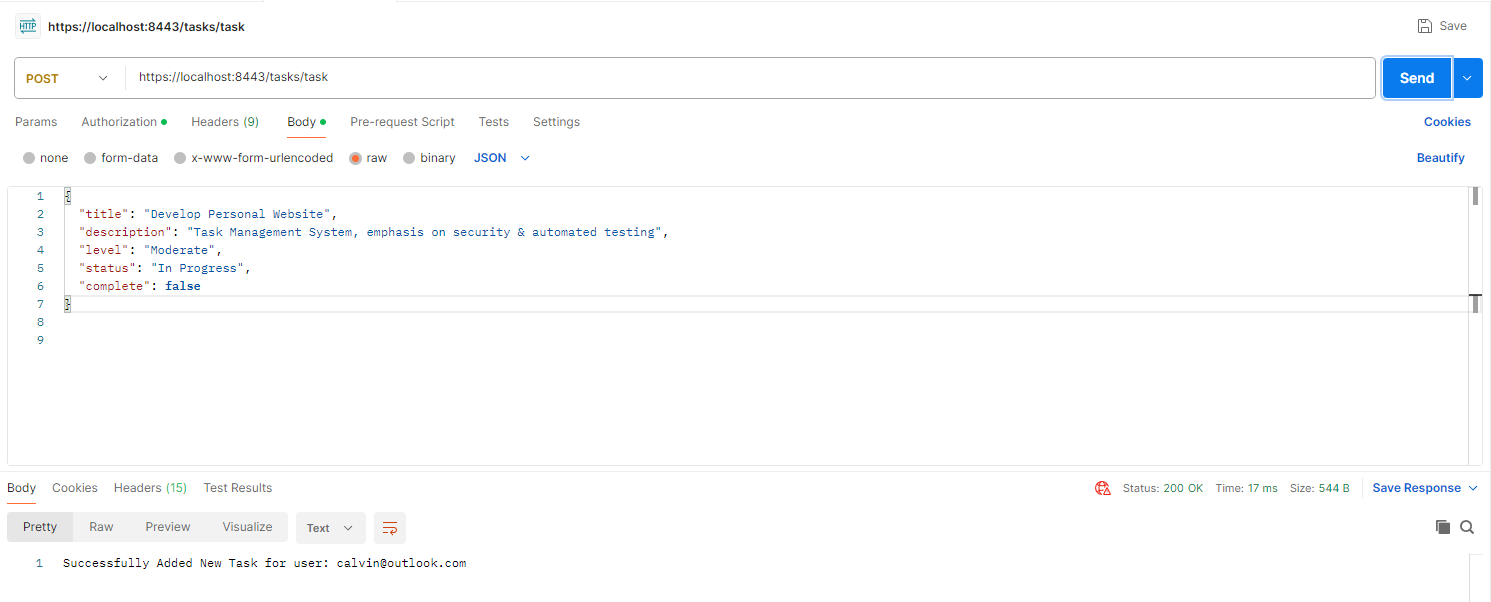 HTTP https://localhost:8443/tasks/task Save
POST https://localhost:8443/tasks/task Send
Params Authorization Headers (9) Body Pre-request Script Tests Settings Cookies
none form-data x-www-form-urlencoded raw binary JSON Beautify
1 {
2 "title": "Develop Personal Website",
3 "description": "Task Management System, emphasis on security & automated testing",
4 "level": "Moderate",
5 "status": "In Progress",
6 "complete": false
7 }
8
9
Body Cookies Headers (15) Test Results Status: 200 OK Time: 17 ms Size: 544 B Save Response
Pretty Raw Preview Visualize Text
1 Successfully Added New Task for user: calvin@outlook.com